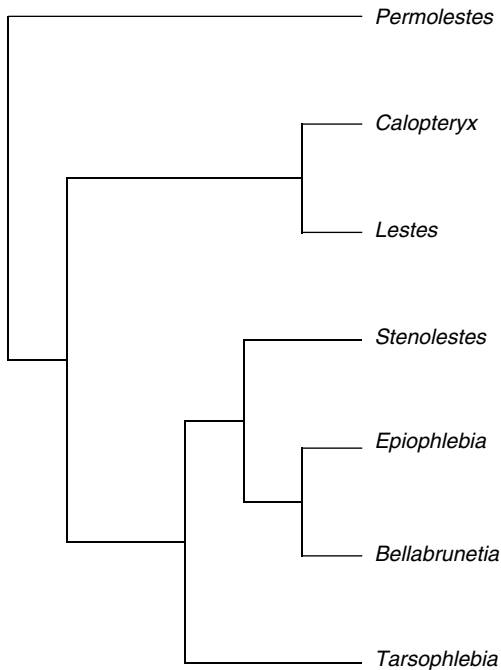 Permolestes
Calopteryx
Lestes
Stenolestes
Epiophlebia
Bellabrunetia
Tarsophlebia